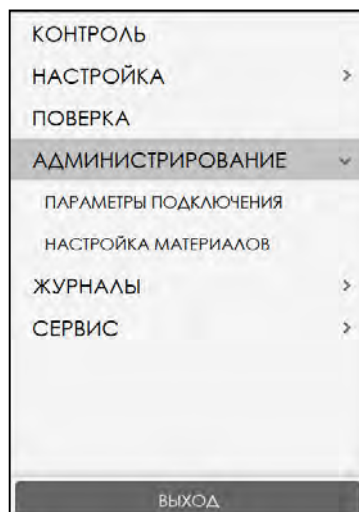 КОНТРОЛЬ
НАСТРОЙКА
ПОВЕРКА
АДМИНИСТРИРОВАНИЕ
ПАРАМЕТРЫ ПОДКЛЮЧЕНИЯ
НАСТРОЙКА МАТЕРИАЛОВ
ЖУРНАЛЫ
СЕРВИС
ВЫХОД